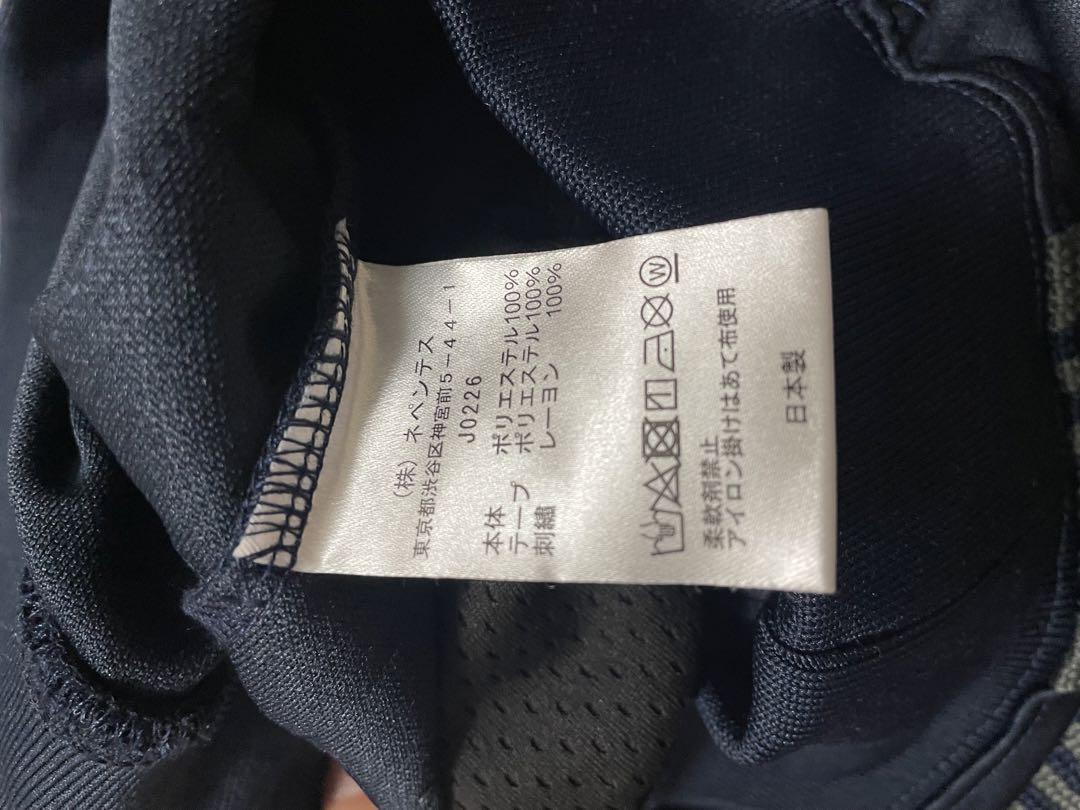 (株) ネペンテス
東京都渋谷区神宮前5-44-1
J0226
本体 ポリエステル100%
テープ ポリエステル100%
刺繡 レーヨン 100%
W
柔軟剤禁止
アイロン掛けはあて布使用
日本製